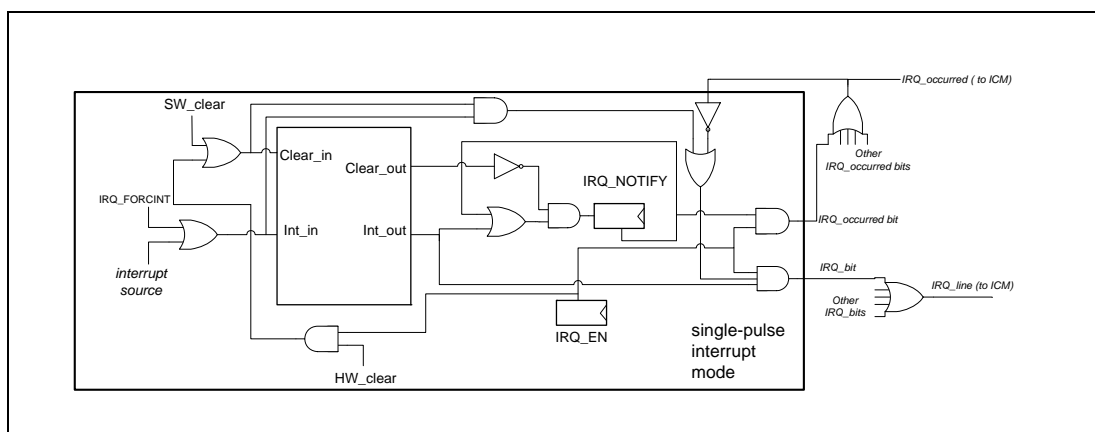 IRQ_occurred ( to ICM)
SW_clear
Other
IRQ_occurred bits
Clear_in
Clear_out
IRQ_NOTIFY
IRQ_FORCINT
IRQ_occurred bit
Int_in
Int_out
interrupt
source
IRQ_bit
IRQ_line (to ICM)
Other
IRQ_bits
IRQ_EN
single-pulse
interrupt
mode
HW_clear